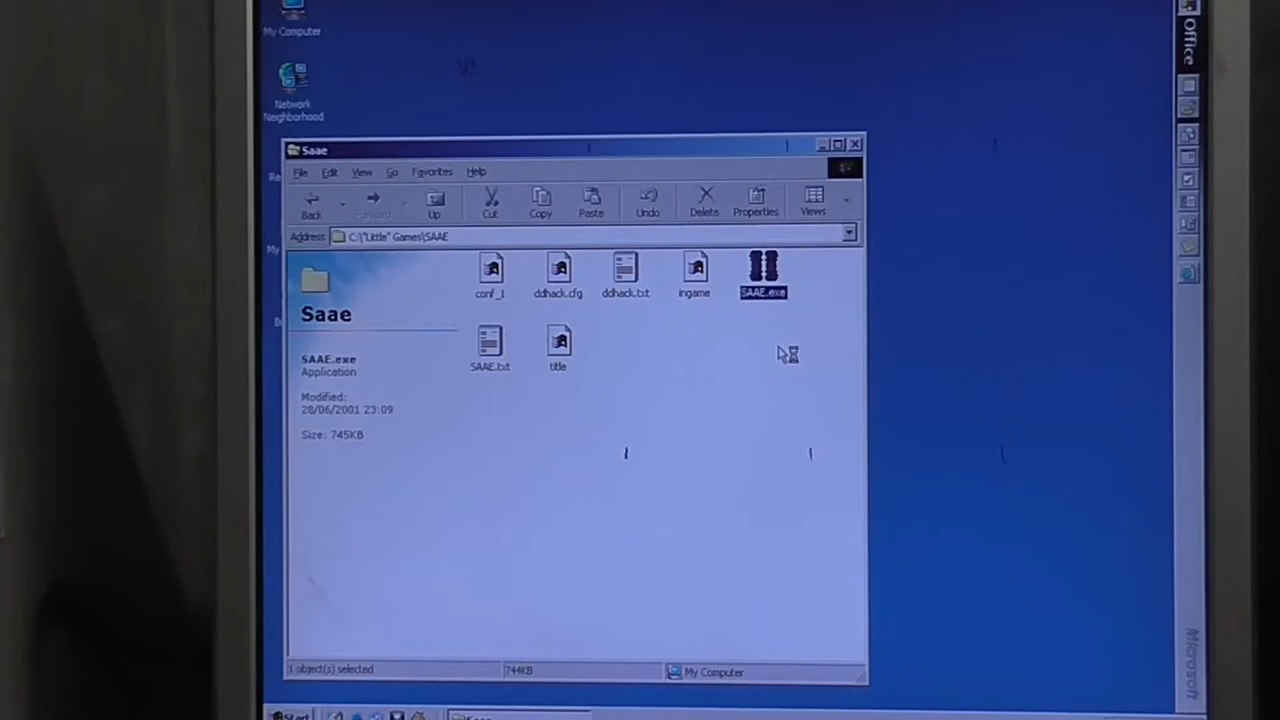 My Computer
Office
Network
Neighborhood
Saae
File Edit View Go Favorites Help
Back Forward Up Cut Copy Paste Undo Delete Properties Views
Address C:\"Little" Games\SAAE
conf_l ddhack.cfg ddhack.txt ingame SAAE.exe
Saae
SAAE.txt title
SAAE.exe
Application
Modified:
28/06/2001 23:09
Size: 745KB
1 object(s) selected 744KB My Computer
Microsoft
Start